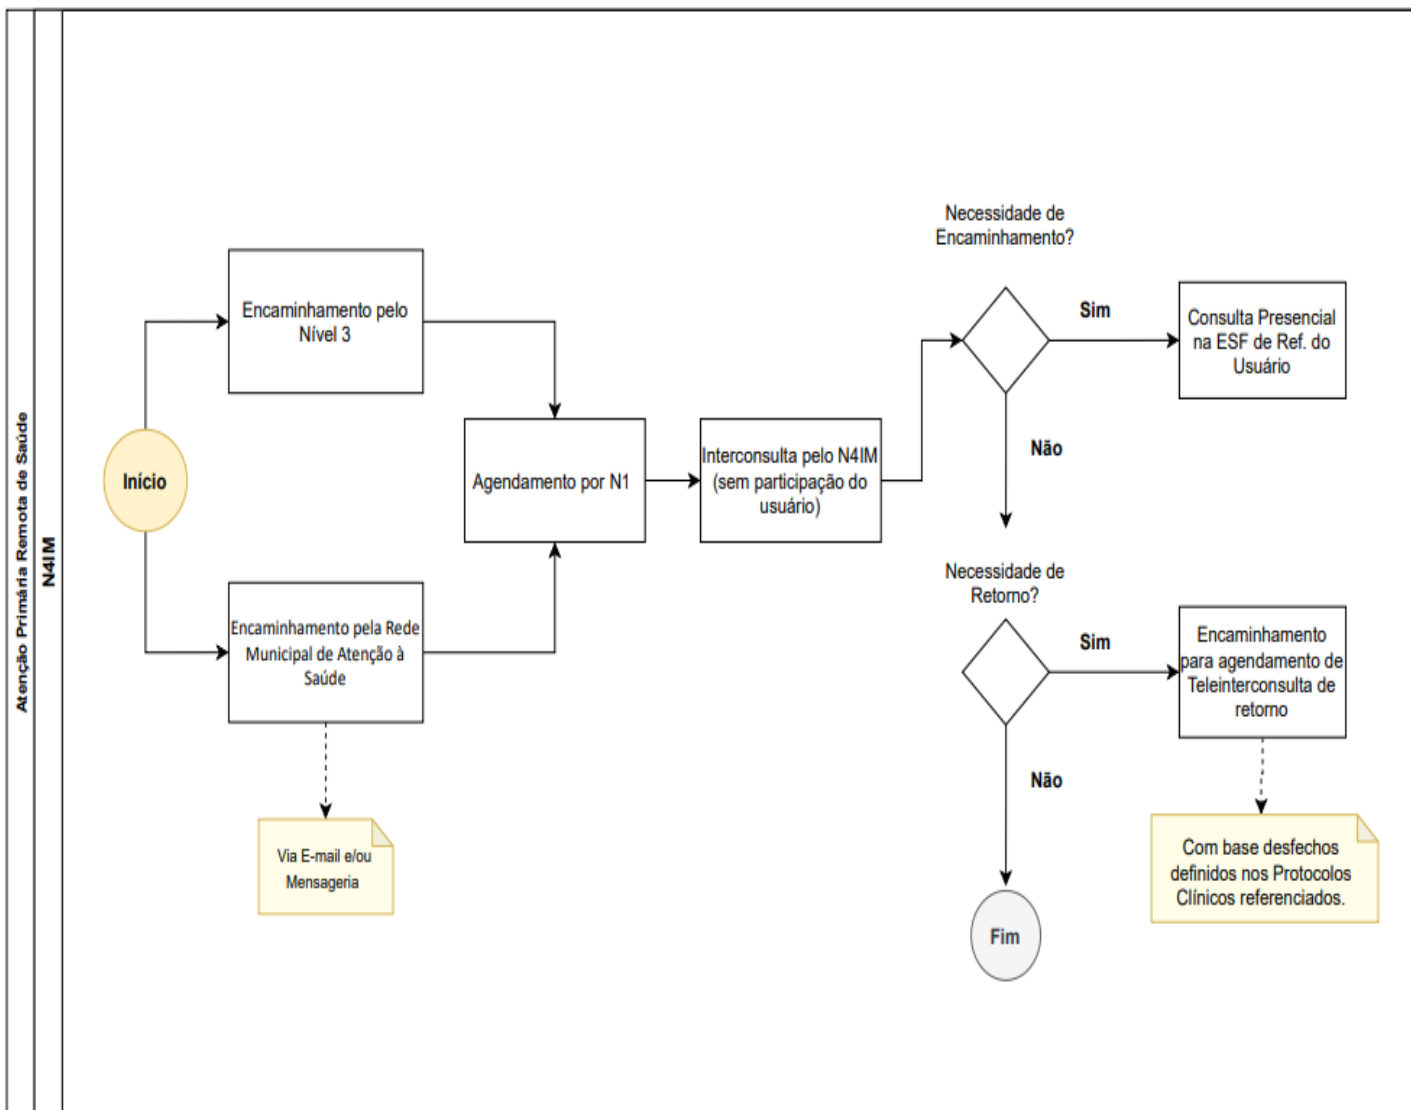 Atenção Primária Remota de Saúde
N4IM
Início
Encaminhamento pelo
Nível 3
Encaminhamento pela Rede
Municipal de Atenção à
Saúde
Via E-mail e/ou
Mensageria
Agendamento por N1
Interconsulta pelo N4IM
(sem participação do
usuário)
Necessidade de
Encaminhamento?
Sim
Consulta Presencial
na ESF de Ref. do
Usuário
Não
Necessidade de
Retorno?
Sim
Encaminhamento
para agendamento de
Teleinterconsulta de
retorno
Não
Com base desfechos
definidos nos Protocolos
Clínicos referenciados.
Fim